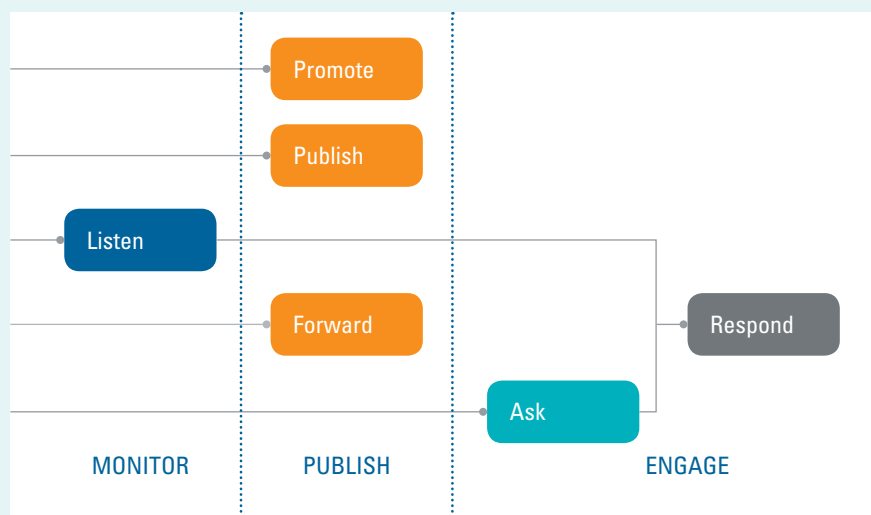 Promote
Publish
Listen
Forward
Respond
Ask
MONITOR
PUBLISH
ENGAGE